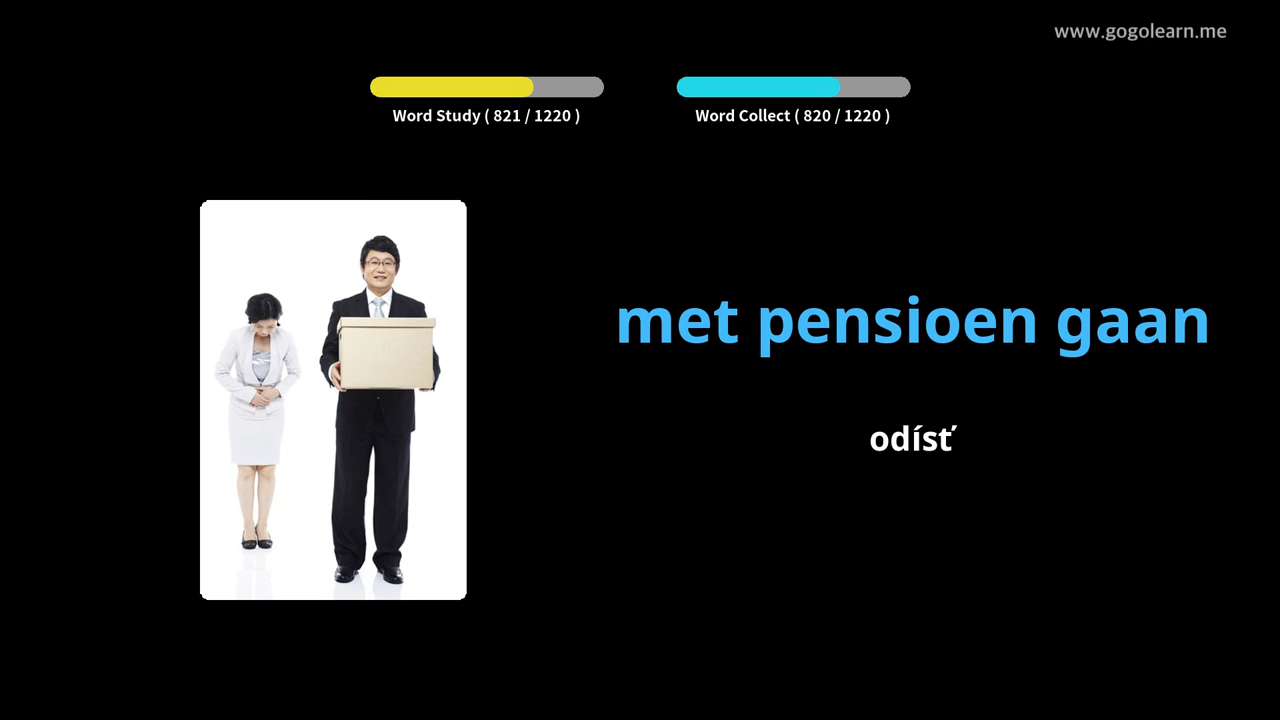 www.gogolearn.me
Word Study ( 821 / 1220 )
Word Collect ( 820 / 1220 )
met pensioen gaan
odísť